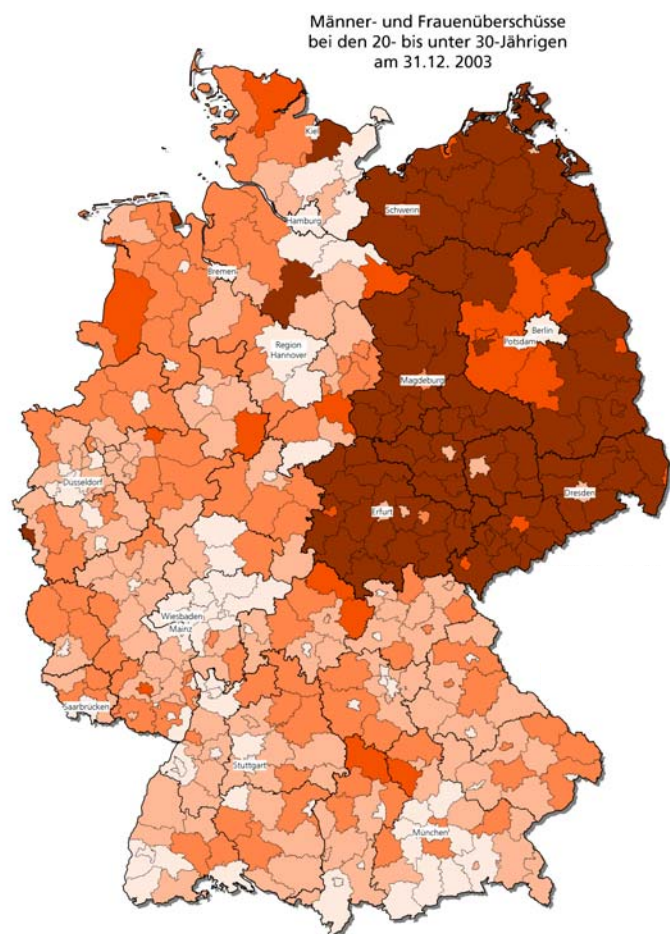 Männer- und Frauenüberschüsse
bei den 20- bis unter 30-Jährigen
am 31.12. 2003
Kiel
Schwerin
Hamburg
Bremen
Berlin
Potsdam
Region
Hannover
Magdeburg
Düsseldorf
Dresden
Erfurt
Wiesbaden
Mainz
Saarbrücken
Stuttgart
München